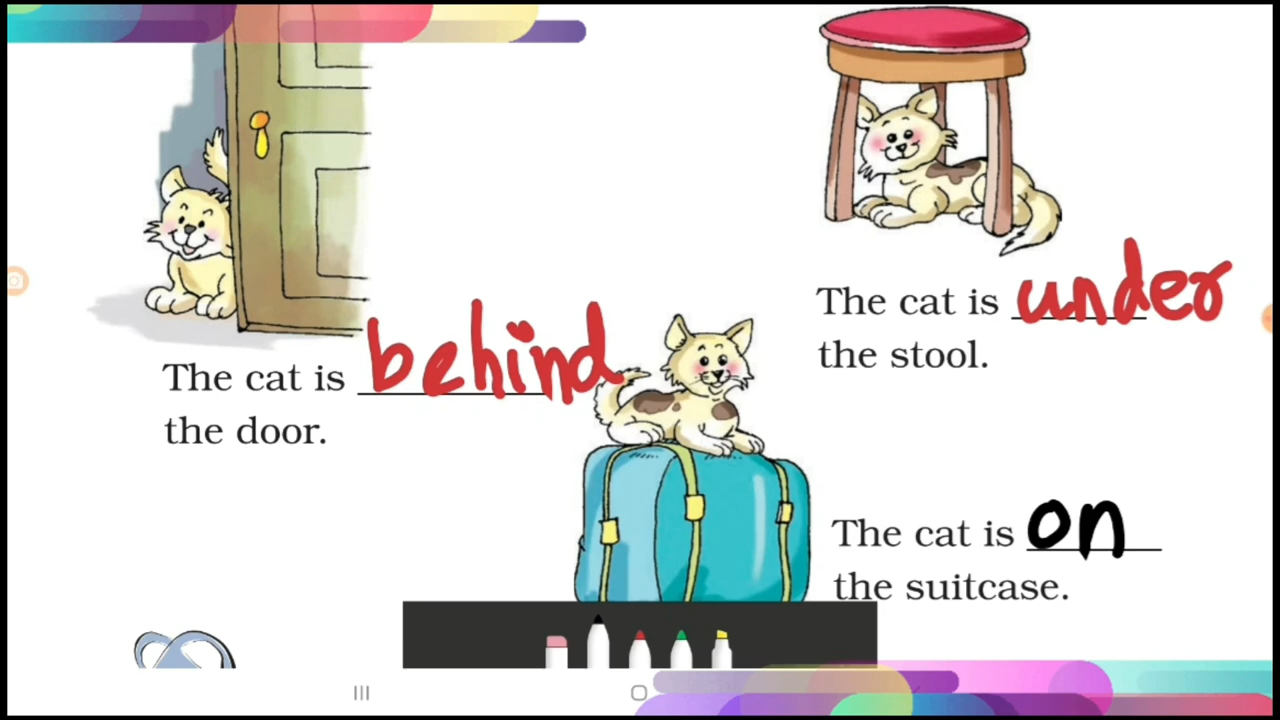 The cat is behind
the door.
The cat is under
the stool.
The cat is on
the suitcase.